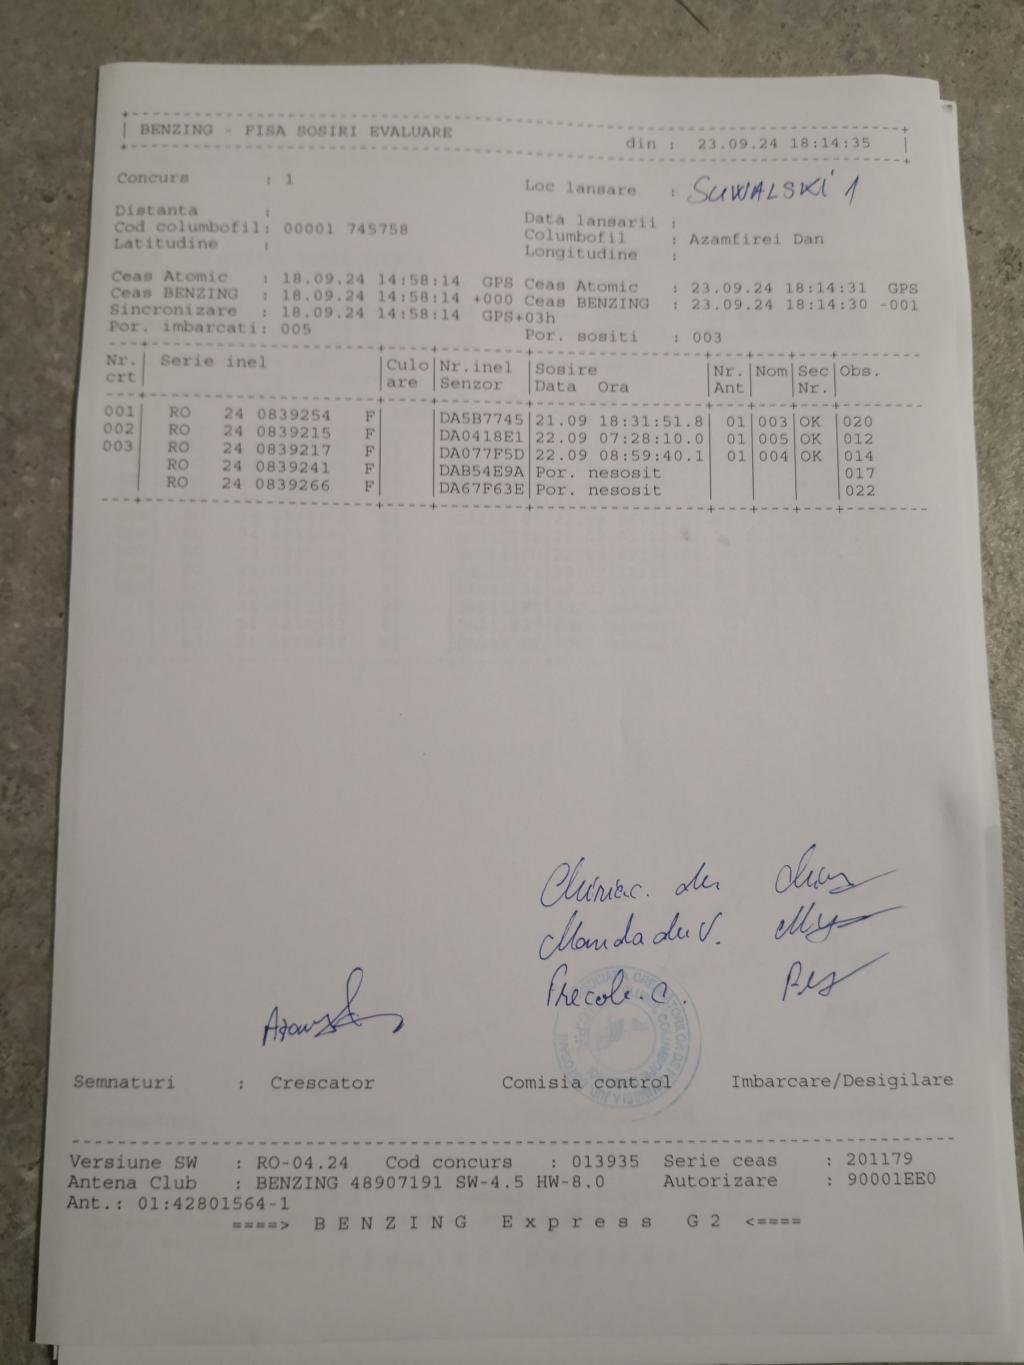 BENZING - FISA SOSIRI EVALUARE din : 23.09.24 18:14:35
Concurs : 1 Loc lansare : SUWALSKI 1
Distanta : Data lansarii :
Cod columbofil: 00001 745758 Columbofil : Azamfirei Dan
Latitudine : Longitudine :
Ceas Atomic : 18.09.24 14:58:14 GPS Ceas Atomic : 23.09.24 18:14:31 GPS
Ceas BENZING : 18.09.24 14:58:14 +000 Ceas BENZING : 23.09.24 18:14:30 -001
Sincronizare : 18.09.24 14:58:14 GPS+03h
Por. imbarcati: 005 Por. sositi : 003
Nr. Serie inel Culo Nr.inel Sosire Nr. Nom Sec Obs.
crt are Senzor Data Ora Ant Nr.
001 RO 24 0839254 F DA5B7745 21.09 18:31:51.8 01 003 OK 020
002 RO 24 0839215 F DA0418E1 22.09 07:28:10.0 01 005 OK 012
003 RO 24 0839217 F DA077F5D 22.09 08:59:40.1 01 004 OK 014
RO 24 0839241 F DAB54E9A Por. nesosit 017
RO 24 0839266 F DA67F63E Por. nesosit 022
Semnaturi : Crescator Comisia control Imbarcare/Desigilare
Versiune SW : RO-04.24 Cod concurs : 013935 Serie ceas : 201179
Antena Club : BENZING 48907191 SW-4.5 HW-8.0 Autorizare : 90001EE0
Ant.: 01:42801564-1
====> BENZING Express G2 <====